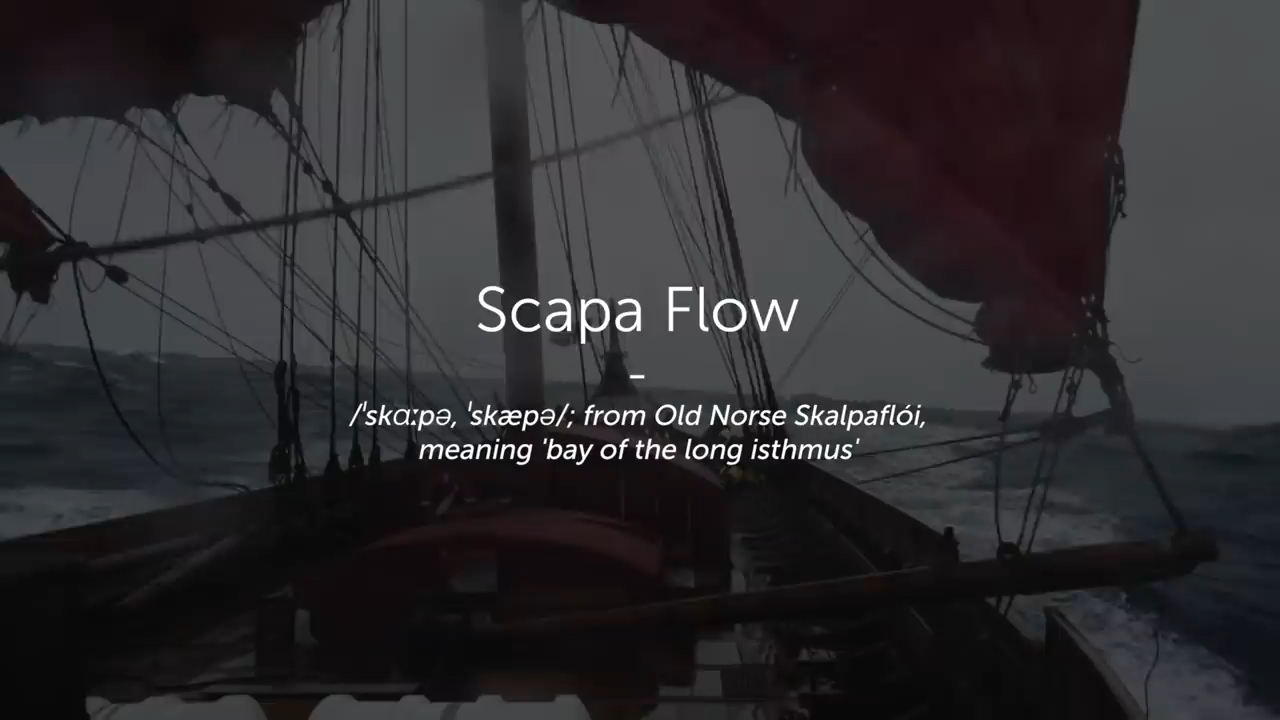 Scapa Flow
–
/ˈskɑːpə, ˈskæpə/; from Old Norse Skalpaflói,
meaning 'bay of the long isthmus'